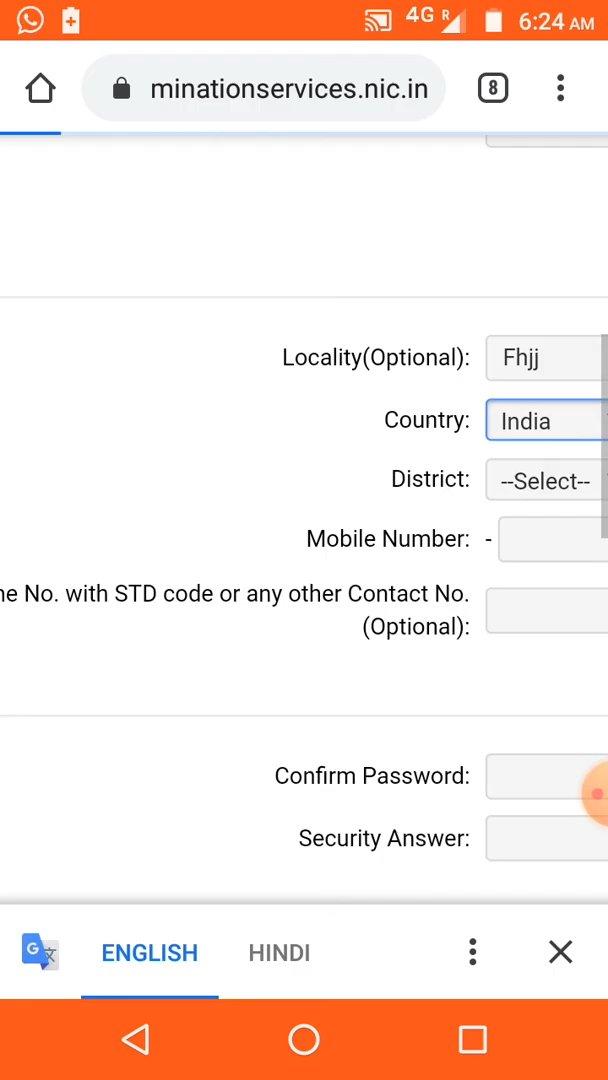 4G R 6:24 AM
minationservices.nic.in 8
Locality(Optional): Fhjj
Country: India
District: --Select--
Mobile Number: -
ne No. with STD code or any other Contact No.
(Optional):
Confirm Password:
Security Answer:
G 文 ENGLISH HINDI